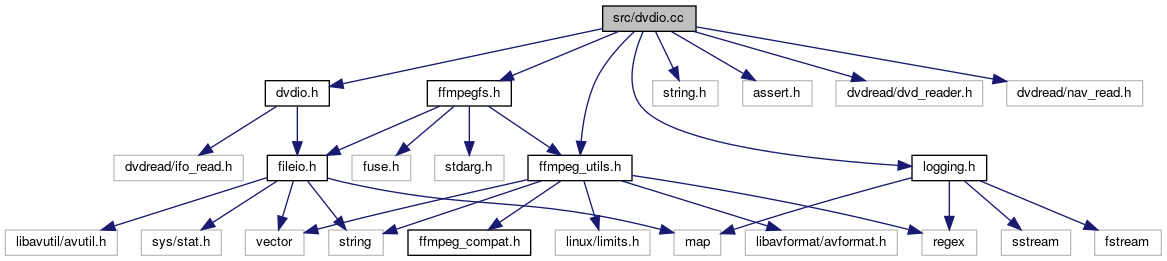 src/dvdio.cc
dvdio.h
ffmpegfs.h
string.h
assert.h
dvdread/dvd_reader.h
dvdread/nav_read.h
dvdread/ifo_read.h
fileio.h
fuse.h
stdarg.h
ffmpeg_utils.h
logging.h
libavutil/avutil.h
sys/stat.h
vector
string
ffmpeg_compat.h
linux/limits.h
map
libavformat/avformat.h
regex
sstream
fstream